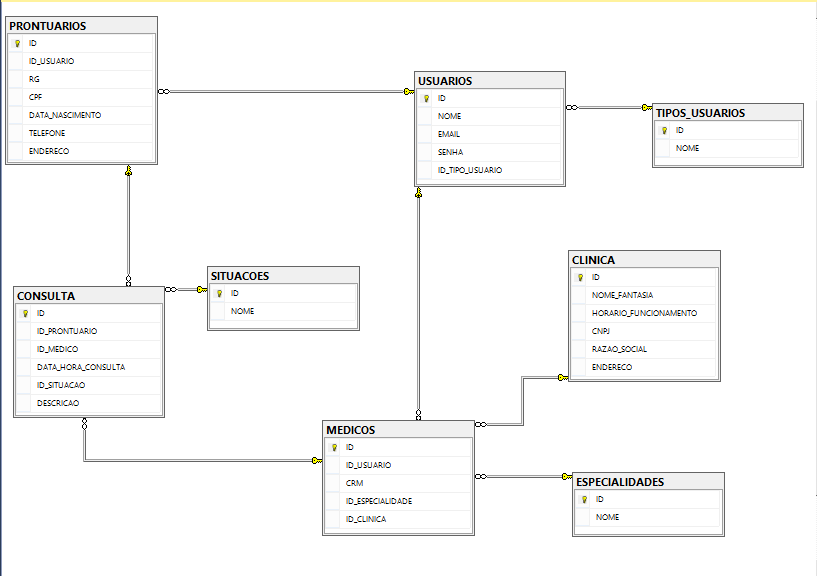 PRONTUARIOS
ID
ID_USUARIO
RG
CPF
DATA_NASCIMENTO
TELEFONE
ENDERECO
USUARIOS
ID
NOME
EMAIL
SENHA
ID_TIPO_USUARIO
TIPOS_USUARIOS
ID
NOME
CONSULTA
ID
ID_PRONTUARIO
ID_MEDICO
DATA_HORA_CONSULTA
ID_SITUACAO
DESCRICAO
SITUACOES
ID
NOME
CLINICA
ID
NOME_FANTASIA
HORARIO_FUNCIONAMENTO
CNPJ
RAZAO_SOCIAL
ENDERECO
MEDICOS
ID
ID_USUARIO
CRM
ID_ESPECIALIDADE
ID_CLINICA
ESPECIALIDADES
ID
NOME